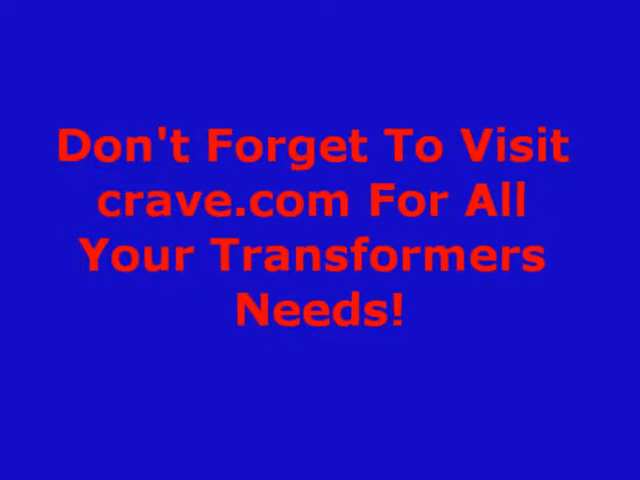 Don't Forget To Visit
crave.com For All
Your Transformers
Needs!